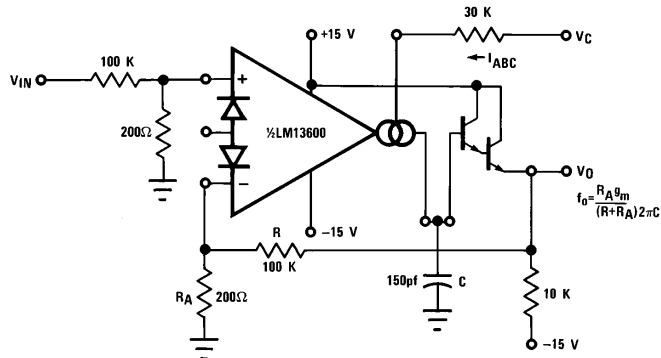 30 K
+15 V
V_C
I_ABC
100 K
V_IN
+
200Ω
½LM13600
V_O
f_o = R_A g_m / (R+R_A)2πC
−
−15 V
R
100 K
150pf
C
10 K
R_A
200Ω
−15 V